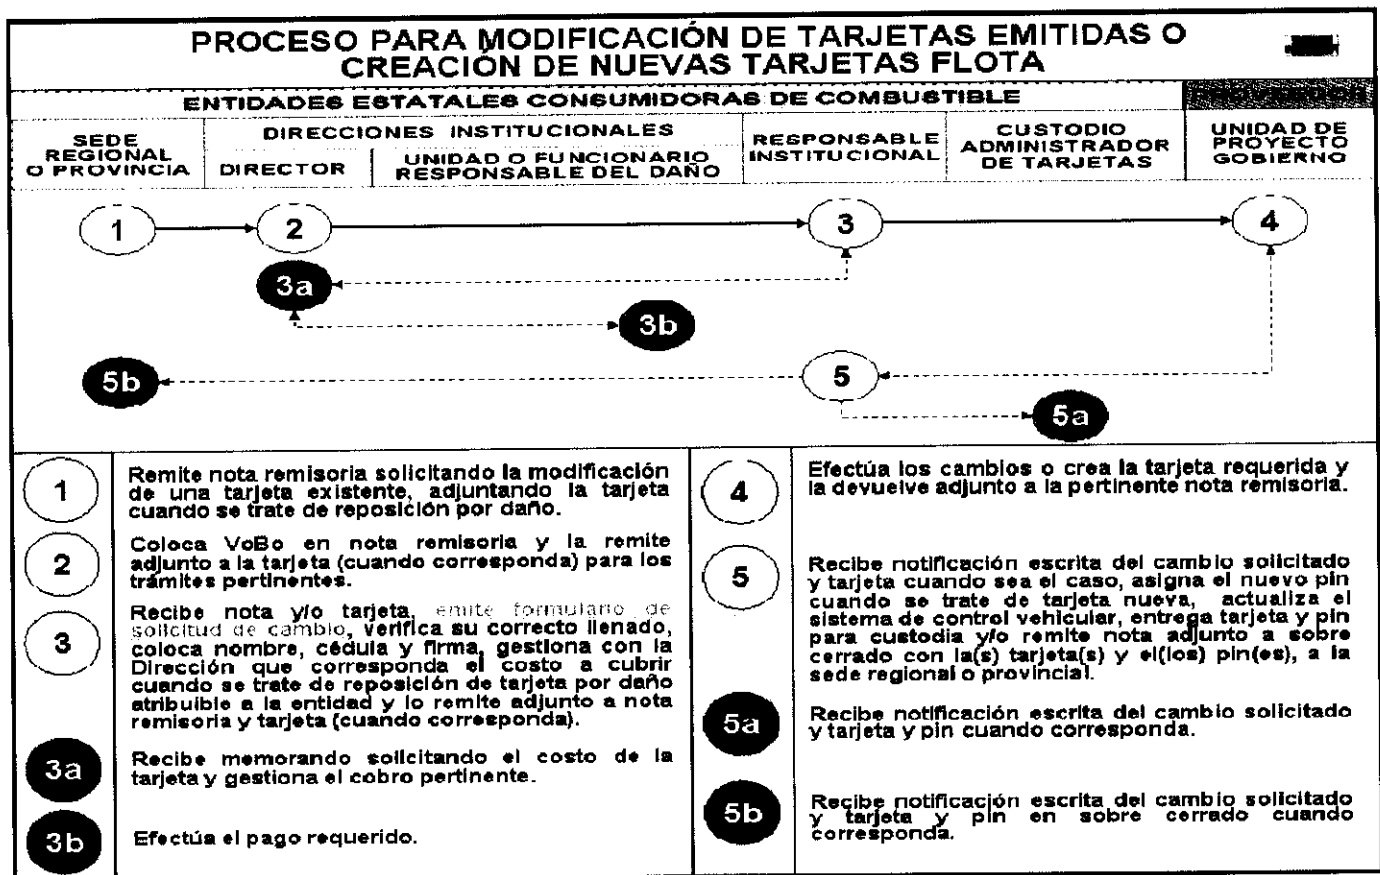 PROCESO PARA MODIFICACIÓN DE TARJETAS EMITIDAS O
CREACIÓN DE NUEVAS TARJETAS FLOTA
ENTIDADES ESTATALES CONSUMIDORAS DE COMBUSTIBLE
SEDE
REGIONAL
O PROVINCIA
DIRECCIONES INSTITUCIONALES
DIRECTOR
UNIDAD O FUNCIONARIO
RESPONSABLE DEL DAÑO
RESPONSABLE
INSTITUCIONAL
CUSTODIO
ADMINISTRADOR
DE TARJETAS
UNIDAD DE
PROYECTO
GOBIERNO
1
2
3
4
3a
3b
5b
5
5a
1
Remite nota remisoria solicitando la modificación
de una tarjeta existente, adjuntando la tarjeta
cuando se trate de reposición por daño.
2
Coloca VoBo en nota remisoria y la remite
adjunto a la tarjeta (cuando corresponda) para los
trámites pertinentes.
3
Recibe nota y/o tarjeta, emite formulario de
solicitud de cambio, verifica su correcto llenado,
coloca nombre, cédula y firma, gestiona con la
Dirección que corresponda el costo a cubrir
cuando se trate de reposición de tarjeta por daño
atribuible a la entidad y lo remite adjunto a nota
remisoria y tarjeta (cuando corresponda).
3a
Recibe memorando solicitando el costo de la
tarjeta y gestiona el cobro pertinente.
3b
Efectúa el pago requerido.
4
Efectúa los cambios o crea la tarjeta requerida y
la devuelve adjunto a la pertinente nota remisoria.
5
Recibe notificación escrita del cambio solicitado
y tarjeta cuando sea el caso, asigna el nuevo pin
cuando se trate de tarjeta nueva, actualiza el
sistema de control vehicular, entrega tarjeta y pin
para custodia y/o remite nota adjunto a sobre
cerrado con la(s) tarjeta(s) y el(los) pin(es), a la
sede regional o provincial.
5a
Recibe notificación escrita del cambio solicitado
y tarjeta y pin cuando corresponda.
5b
Recibe notificación escrita del cambio solicitado
y tarjeta y pin en sobre cerrado cuando
corresponda.